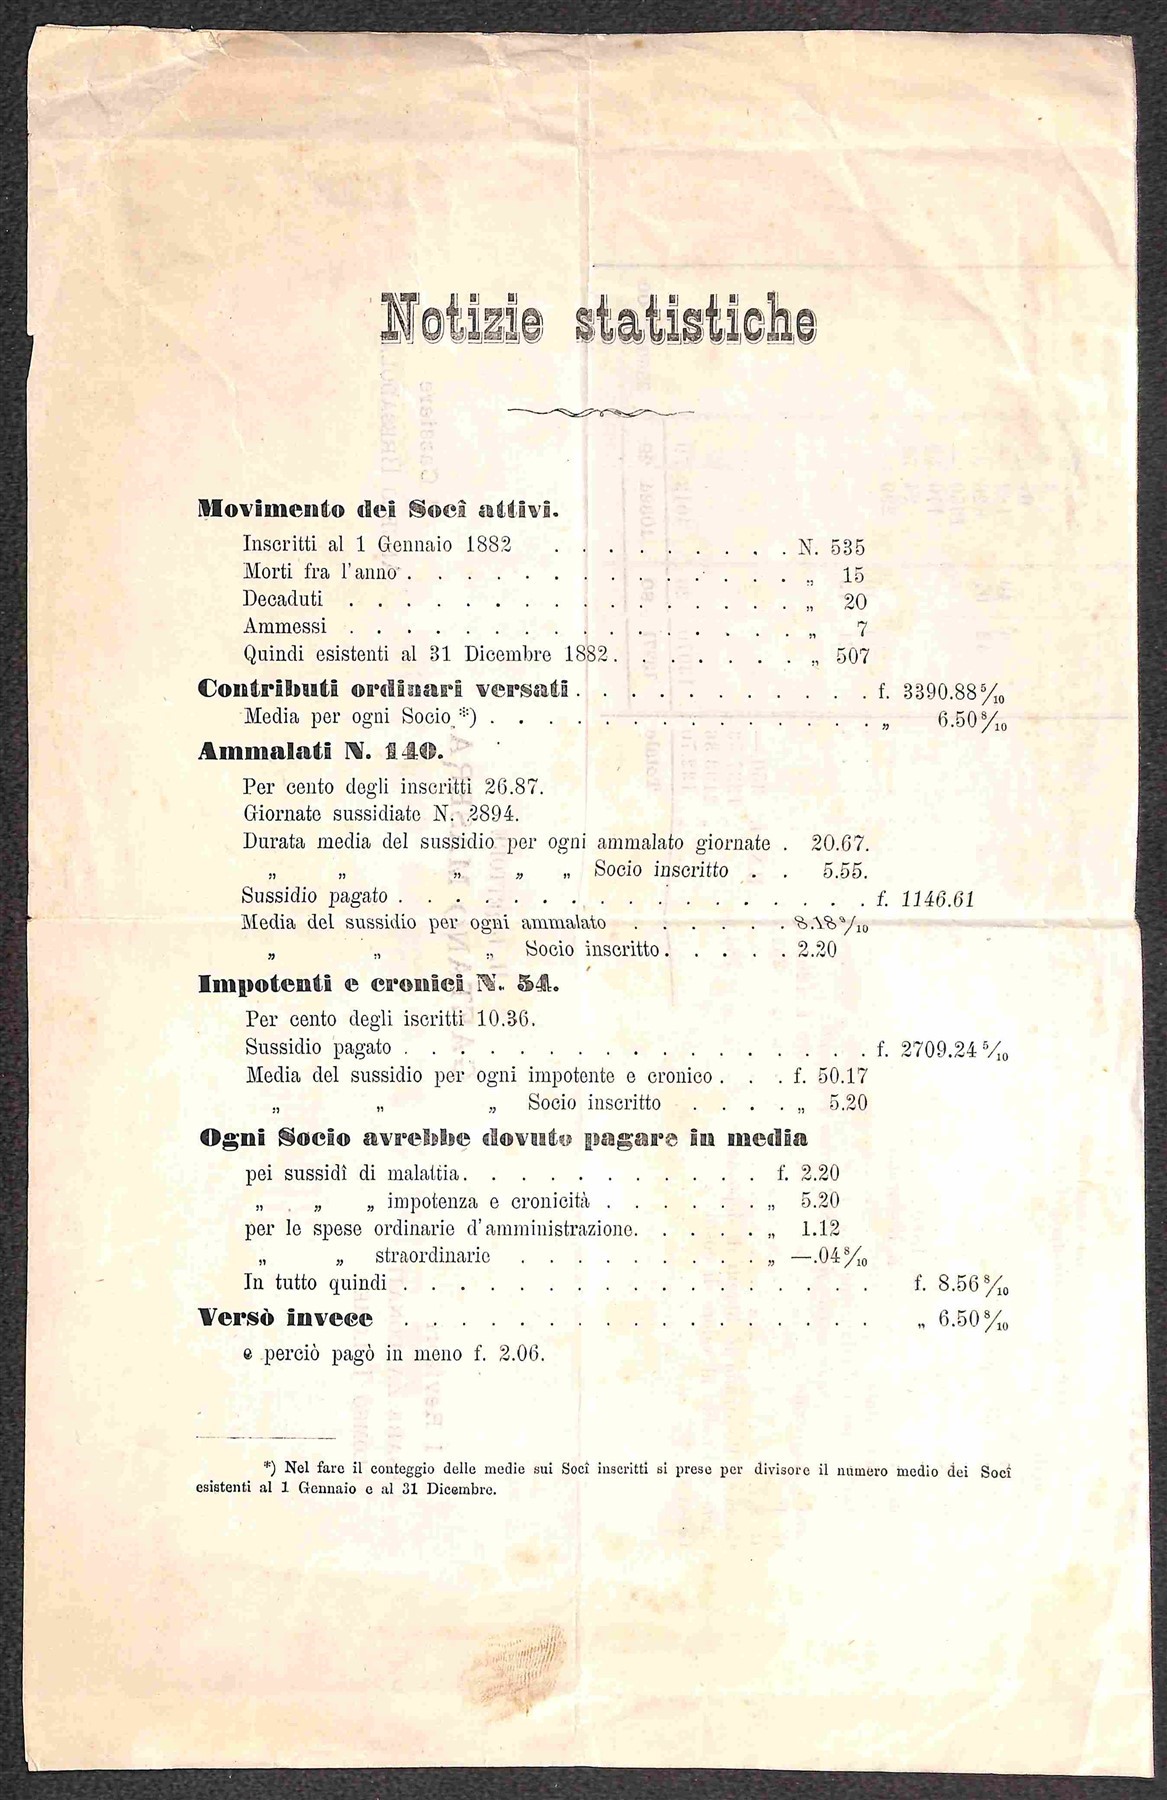 Notizie statistiche
Movimento dei Socî attivi.
Inscritti al 1 Gennaio 1882 . . . . . . . . . N. 535
Morti fra l'anno . . . . . . . . . . . . . . „ 15
Decaduti . . . . . . . . . . . . . . . . „ 20
Ammessi . . . . . . . . . . . . . . . . „ 7
Quindi esistenti al 31 Dicembre 1882 . . . . . . . „ 507
Contributi ordinari versati . . . . . . . . . . . f. 3390.88 5/10
Media per ogni Socio *) . . . . . . . . . . . . . . „ 6.50 8/10
Ammalati N. 140.
Per cento degli inscritti 26.87.
Giornate sussidiate N. 2894.
Durata media del sussidio per ogni ammalato giornate . 20.67.
„ „ „ „ „ Socio inscritto . . 5.55.
Sussidio pagato . . . . . . . . . . . . . . . . . f. 1146.61
Media del sussidio per ogni ammalato . . . . . . 8.18 9/10
„ „ „ Socio inscritto . . . . . 2.20
Impotenti e cronici N. 54.
Per cento degli iscritti 10.36.
Sussidio pagato . . . . . . . . . . . . . . . . . f. 2709.24 5/10
Media del sussidio per ogni impotente e cronico . . . f. 50.17
„ „ „ Socio inscritto . . . . „ 5.20
Ogni Socio avrebbe dovuto pagare in media
pei sussidî di malattia . . . . . . . . . . . f. 2.20
„ „ „ impotenza e cronicità . . . . . . „ 5.20
per le spese ordinarie d'amministrazione . . . . . „ 1.12
„ „ straordinarie . . . . . . . . . „ —.04 8/10
In tutto quindi . . . . . . . . . . . . . . . . . f. 8.56 8/10
Versò invece . . . . . . . . . . . . . . . . . „ 6.50 8/10
e perciò pagò in meno f. 2.06.
*) Nel fare il conteggio delle medie sui Socî inscritti si prese per divisore il numero medio dei Socî
esistenti al 1 Gennaio e al 31 Dicembre.